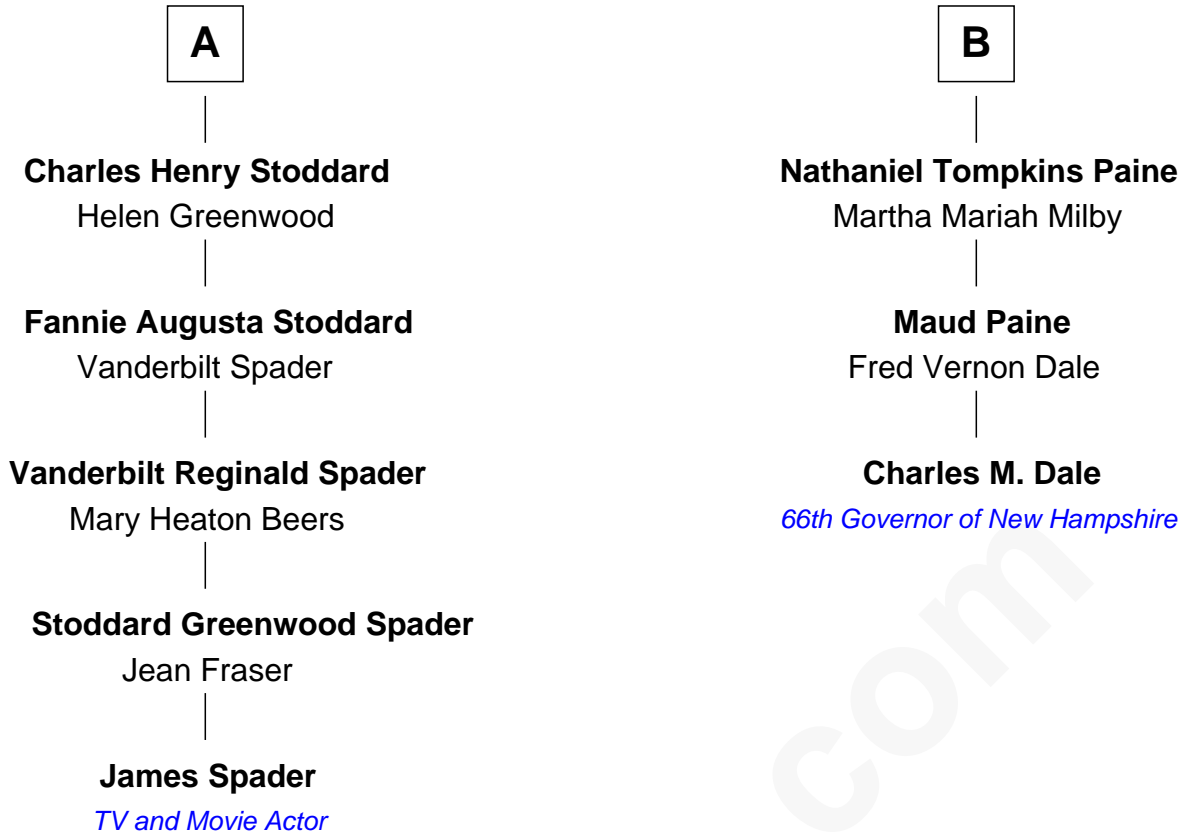 A
Charles Henry Stoddard
Helen Greenwood
Fannie Augusta Stoddard
Vanderbilt Spader
Vanderbilt Reginald Spader
Mary Heaton Beers
Stoddard Greenwood Spader
Jean Fraser
James Spader
TV and Movie Actor
B
Nathaniel Tompkins Paine
Martha Mariah Milby
Maud Paine
Fred Vernon Dale
Charles M. Dale
66th Governor of New Hampshire
com